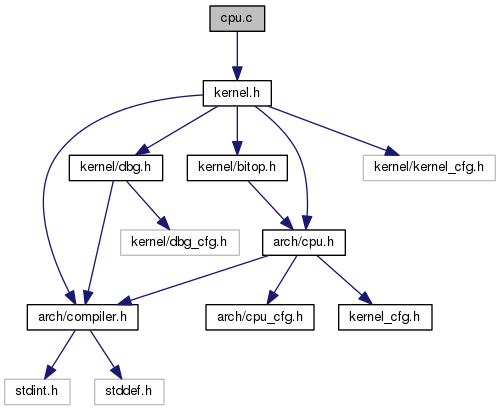 cpu.c
kernel.h
kernel/dbg.h
kernel/bitop.h
kernel/kernel_cfg.h
kernel/dbg_cfg.h
arch/cpu.h
arch/compiler.h
arch/cpu_cfg.h
kernel_cfg.h
stdint.h
stddef.h